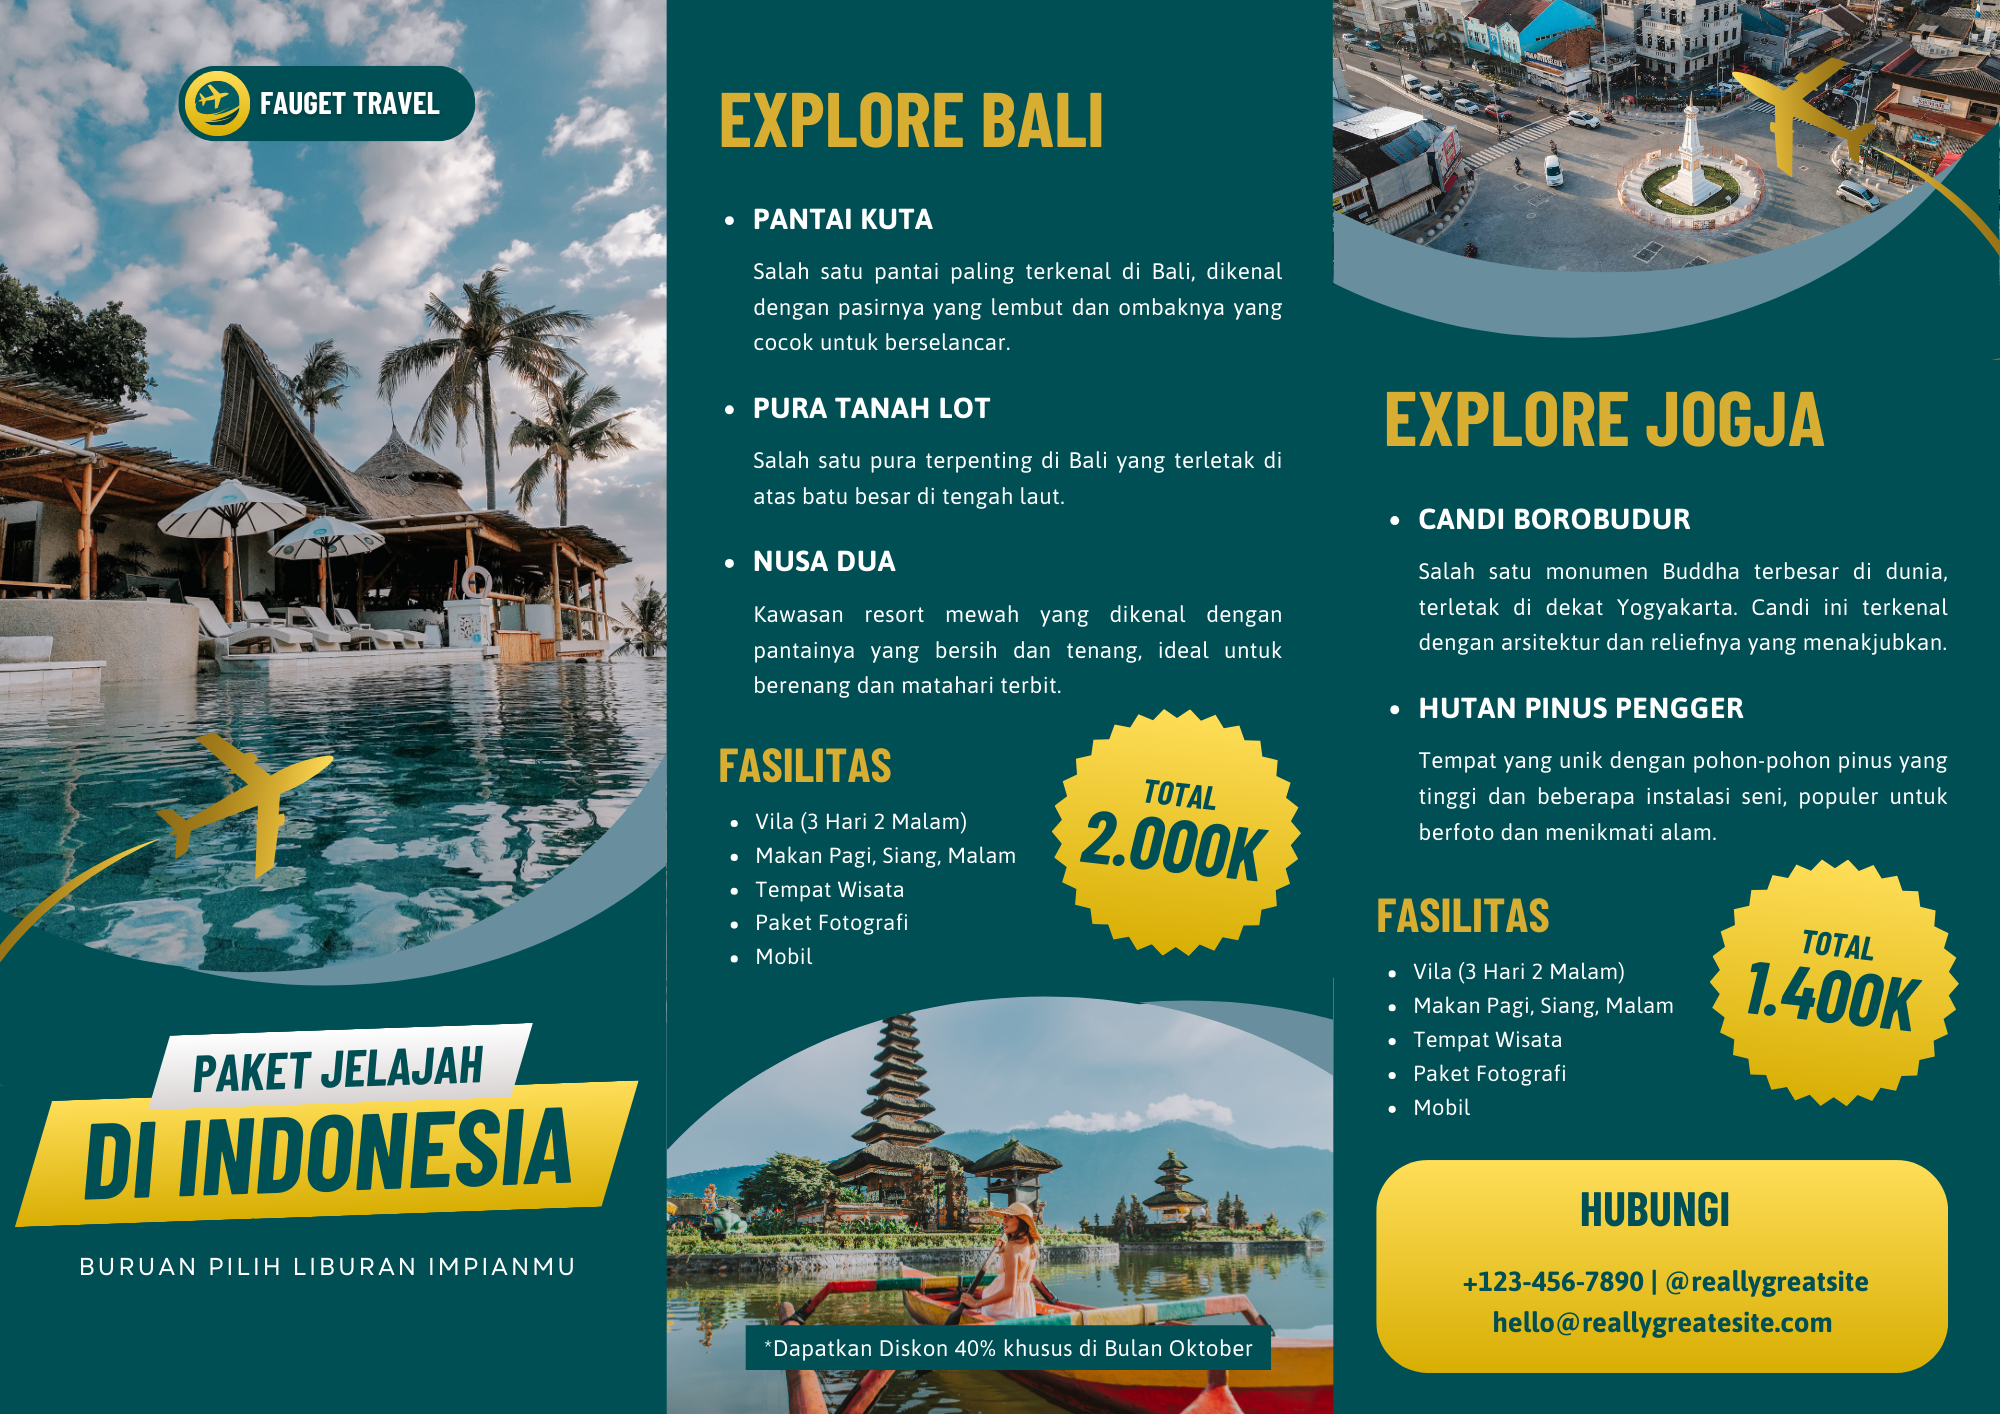 FAUGET TRAVEL
PAKET JELAJAH
DI INDONESIA
BURUAN PILIH LIBURAN IMPIANMU
EXPLORE BALI
• PANTAI KUTA
Salah satu pantai paling terkenal di Bali, dikenal
dengan pasirnya yang lembut dan ombaknya yang
cocok untuk berselancar.
• PURA TANAH LOT
Salah satu pura terpenting di Bali yang terletak di
atas batu besar di tengah laut.
• NUSA DUA
Kawasan resort mewah yang dikenal dengan
pantainya yang bersih dan tenang, ideal untuk
berenang dan matahari terbit.
FASILITAS
• Vila (3 Hari 2 Malam)
• Makan Pagi, Siang, Malam
• Tempat Wisata
• Paket Fotografi
• Mobil
TOTAL
2.000K
*Dapatkan Diskon 40% khusus di Bulan Oktober
EXPLORE JOGJA
• CANDI BOROBUDUR
Salah satu monumen Buddha terbesar di dunia,
terletak di dekat Yogyakarta. Candi ini terkenal
dengan arsitektur dan reliefnya yang menakjubkan.
• HUTAN PINUS PENGGER
Tempat yang unik dengan pohon-pohon pinus yang
tinggi dan beberapa instalasi seni, populer untuk
berfoto dan menikmati alam.
FASILITAS
• Vila (3 Hari 2 Malam)
• Makan Pagi, Siang, Malam
• Tempat Wisata
• Paket Fotografi
• Mobil
TOTAL
1.400K
HUBUNGI
+123-456-7890 | @reallygreatsite
hello@reallygreatesite.com